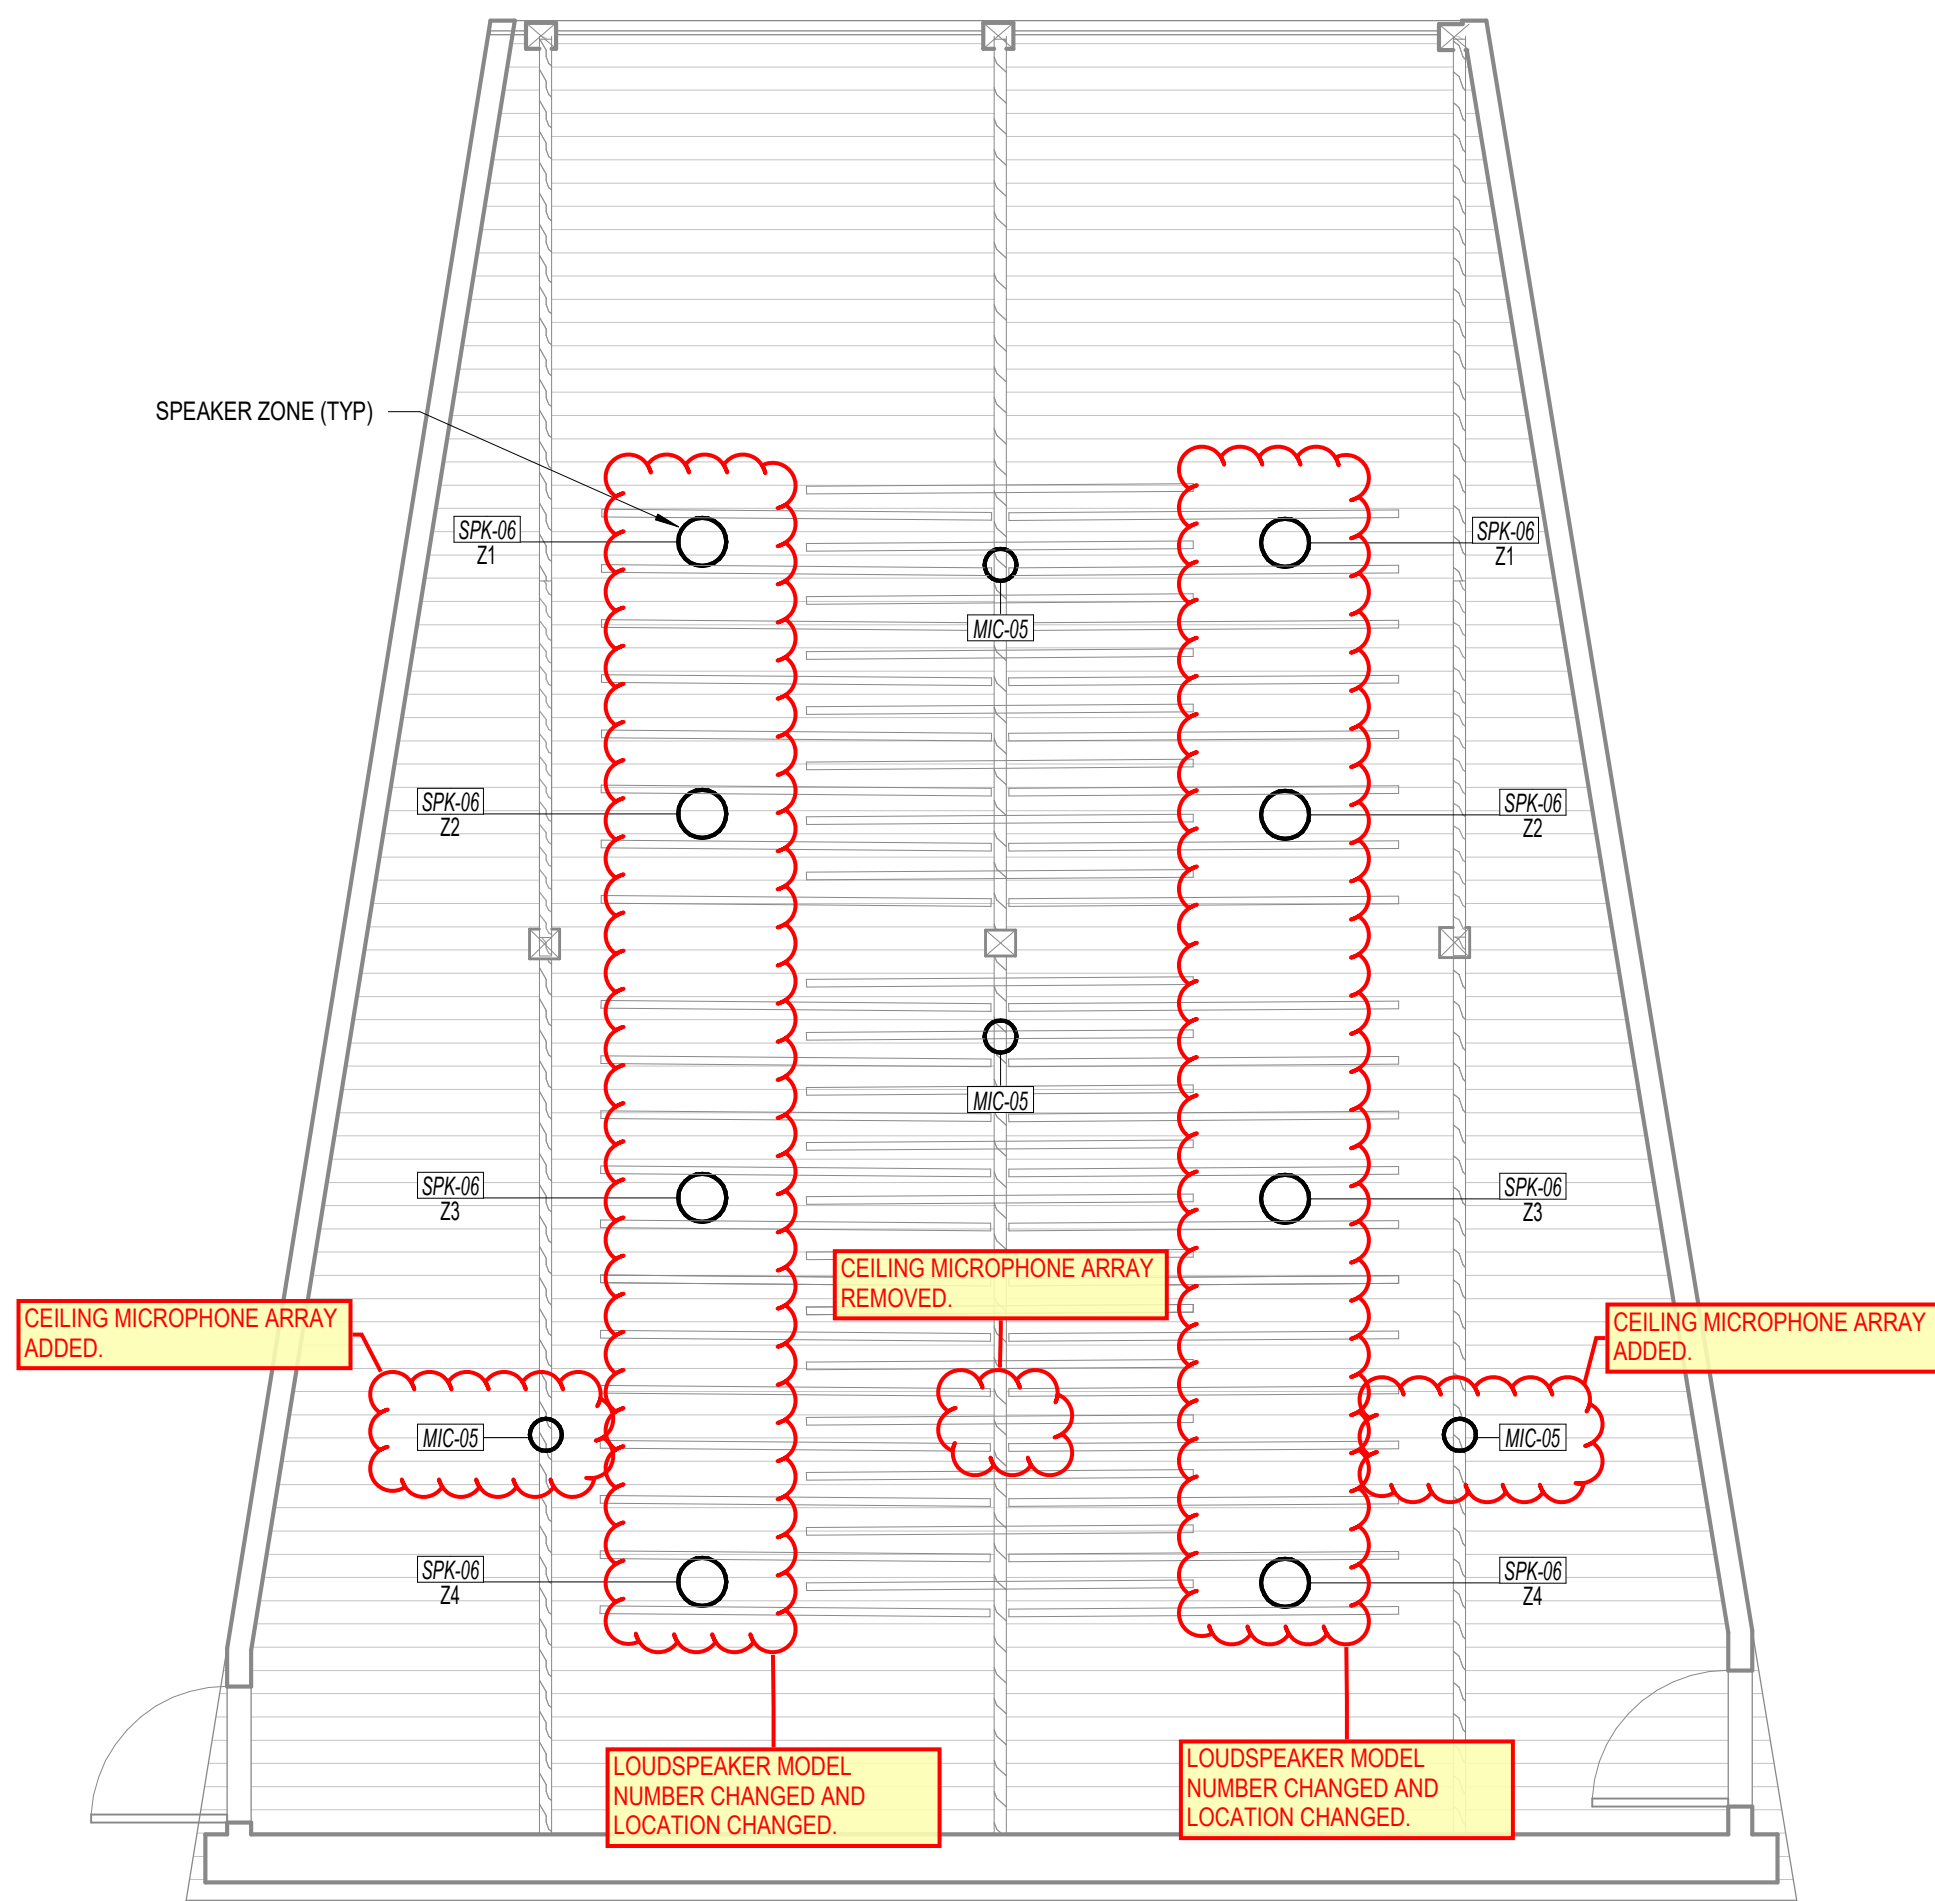 SPEAKER ZONE (TYP)
SPK-06
Z1
SPK-06
Z1
MIC-05
SPK-06
Z2
SPK-06
Z2
MIC-05
SPK-06
Z3
SPK-06
Z3
CEILING MICROPHONE ARRAY
REMOVED.
CEILING MICROPHONE ARRAY
ADDED.
CEILING MICROPHONE ARRAY
ADDED.
MIC-05
MIC-05
SPK-06
Z4
SPK-06
Z4
LOUDSPEAKER MODEL
NUMBER CHANGED AND
LOCATION CHANGED.
LOUDSPEAKER MODEL
NUMBER CHANGED AND
LOCATION CHANGED.